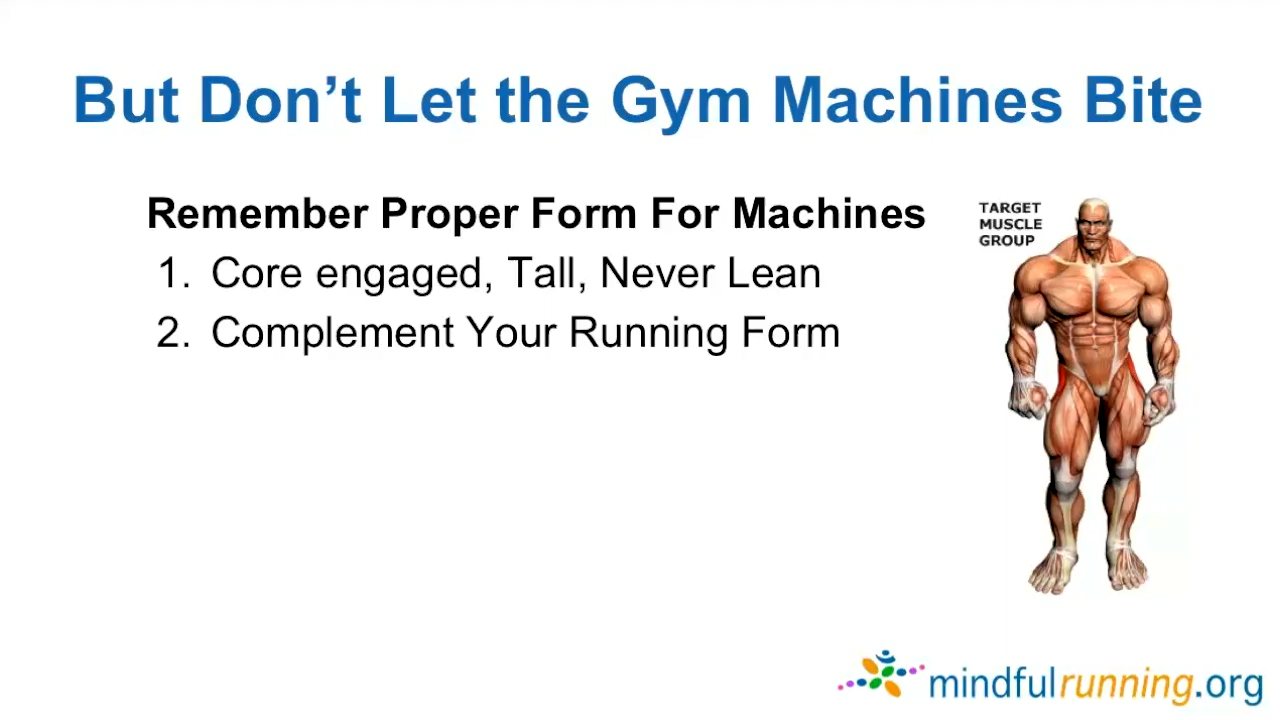 But Don’t Let the Gym Machines Bite
Remember Proper Form For Machines
1. Core engaged, Tall, Never Lean
2. Complement Your Running Form
TARGET
MUSCLE
GROUP
mindfulrunning.org